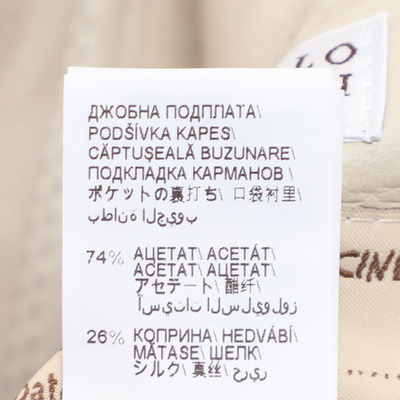 ДЖОБНА ПОДПЛАТА\
PODŠÍVKA KAPES\
CĂPTUŞEALĂ BUZUNARE\
ПОДКЛАДКА КАРМАНОВ\
ポケットの裏打ち\ 口袋衬里\
بطانة الجيوب
74% АЦЕТАТ\ ACETÁT\
ACETAT\ АЦЕТАТ\
アセテート\ 醋纤\
أسيتات السليولوز\
26% КОПРИНА\ HEDVÁBÍ\
MĂTASE\ ШЕЛК\
シルク\ 真丝\ حرير